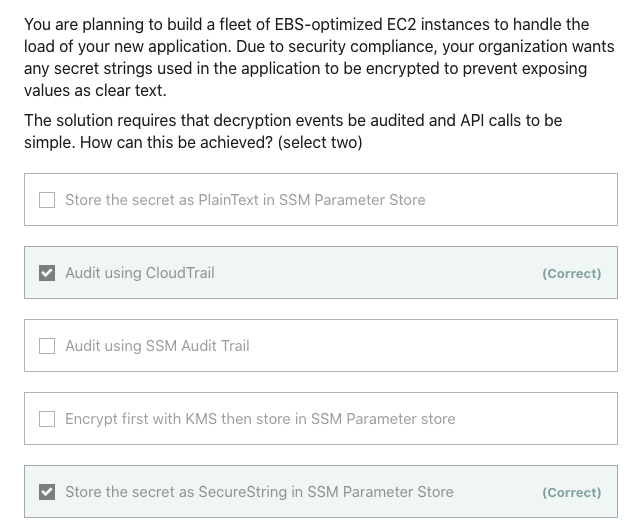 You are planning to build a fleet of EBS-optimized EC2 instances to handle the
load of your new application. Due to security compliance, your organization wants
any secret strings used in the application to be encrypted to prevent exposing
values as clear text.
The solution requires that decryption events be audited and API calls to be
simple. How can this be achieved? (select two)
Store the secret as PlainText in SSM Parameter Store
Audit using CloudTrail (Correct)
Audit using SSM Audit Trail
Encrypt first with KMS then store in SSM Parameter store
Store the secret as SecureString in SSM Parameter Store (Correct)